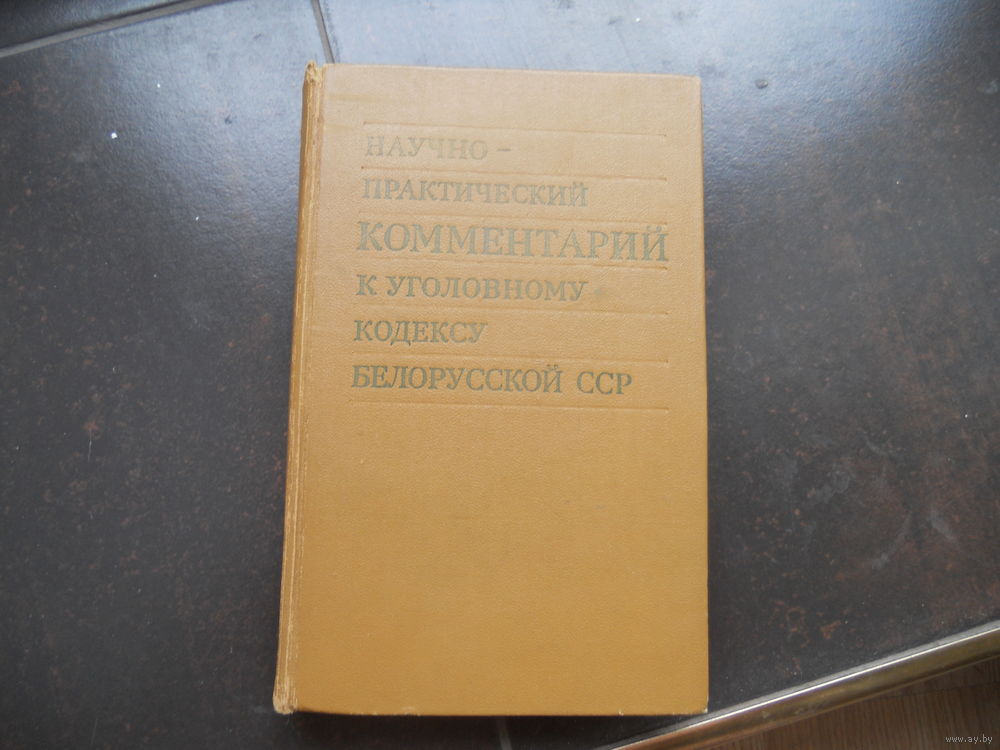 НАУЧНО -
ПРАКТИЧЕСКИЙ
КОММЕНТАРИЙ
К УГОЛОВНОМУ
КОДЕКСУ
БЕЛОРУССКОЙ ССР
www.ay.by